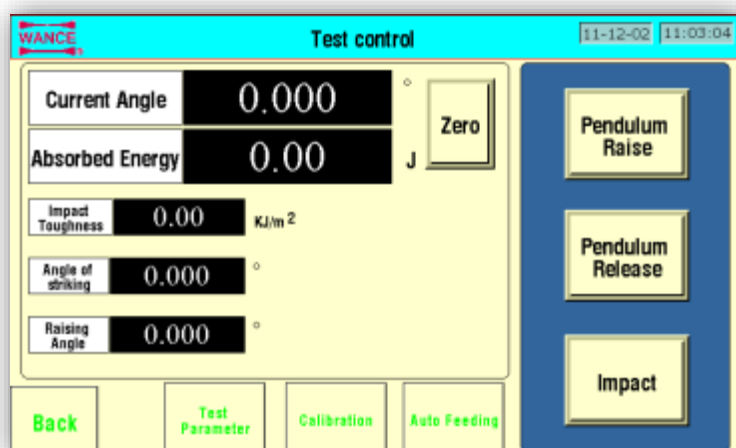 WANCE
Test control
11-12-02 11:03:04
Current Angle 0.000 °
Zero
Absorbed Energy 0.00 J
Impact
Toughness 0.00 KJ/m 2
Angle of
striking 0.000 °
Raising
Angle 0.000 °
Pendulum
Raise
Pendulum
Release
Impact
Back
Test
Parameter
Calibration
Auto Feeding